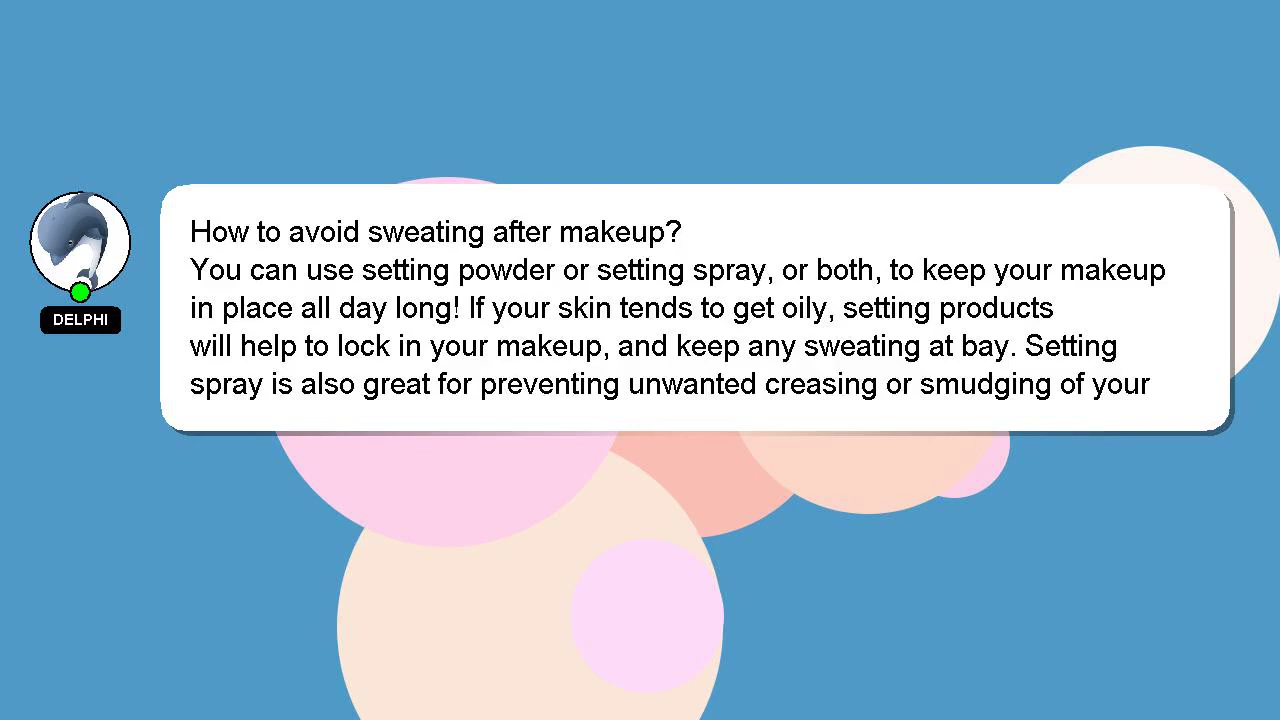 How to avoid sweating after makeup?
You can use setting powder or setting spray, or both, to keep your makeup
in place all day long! If your skin tends to get oily, setting products
will help to lock in your makeup, and keep any sweating at bay. Setting
spray is also great for preventing unwanted creasing or smudging of your
DELPHI